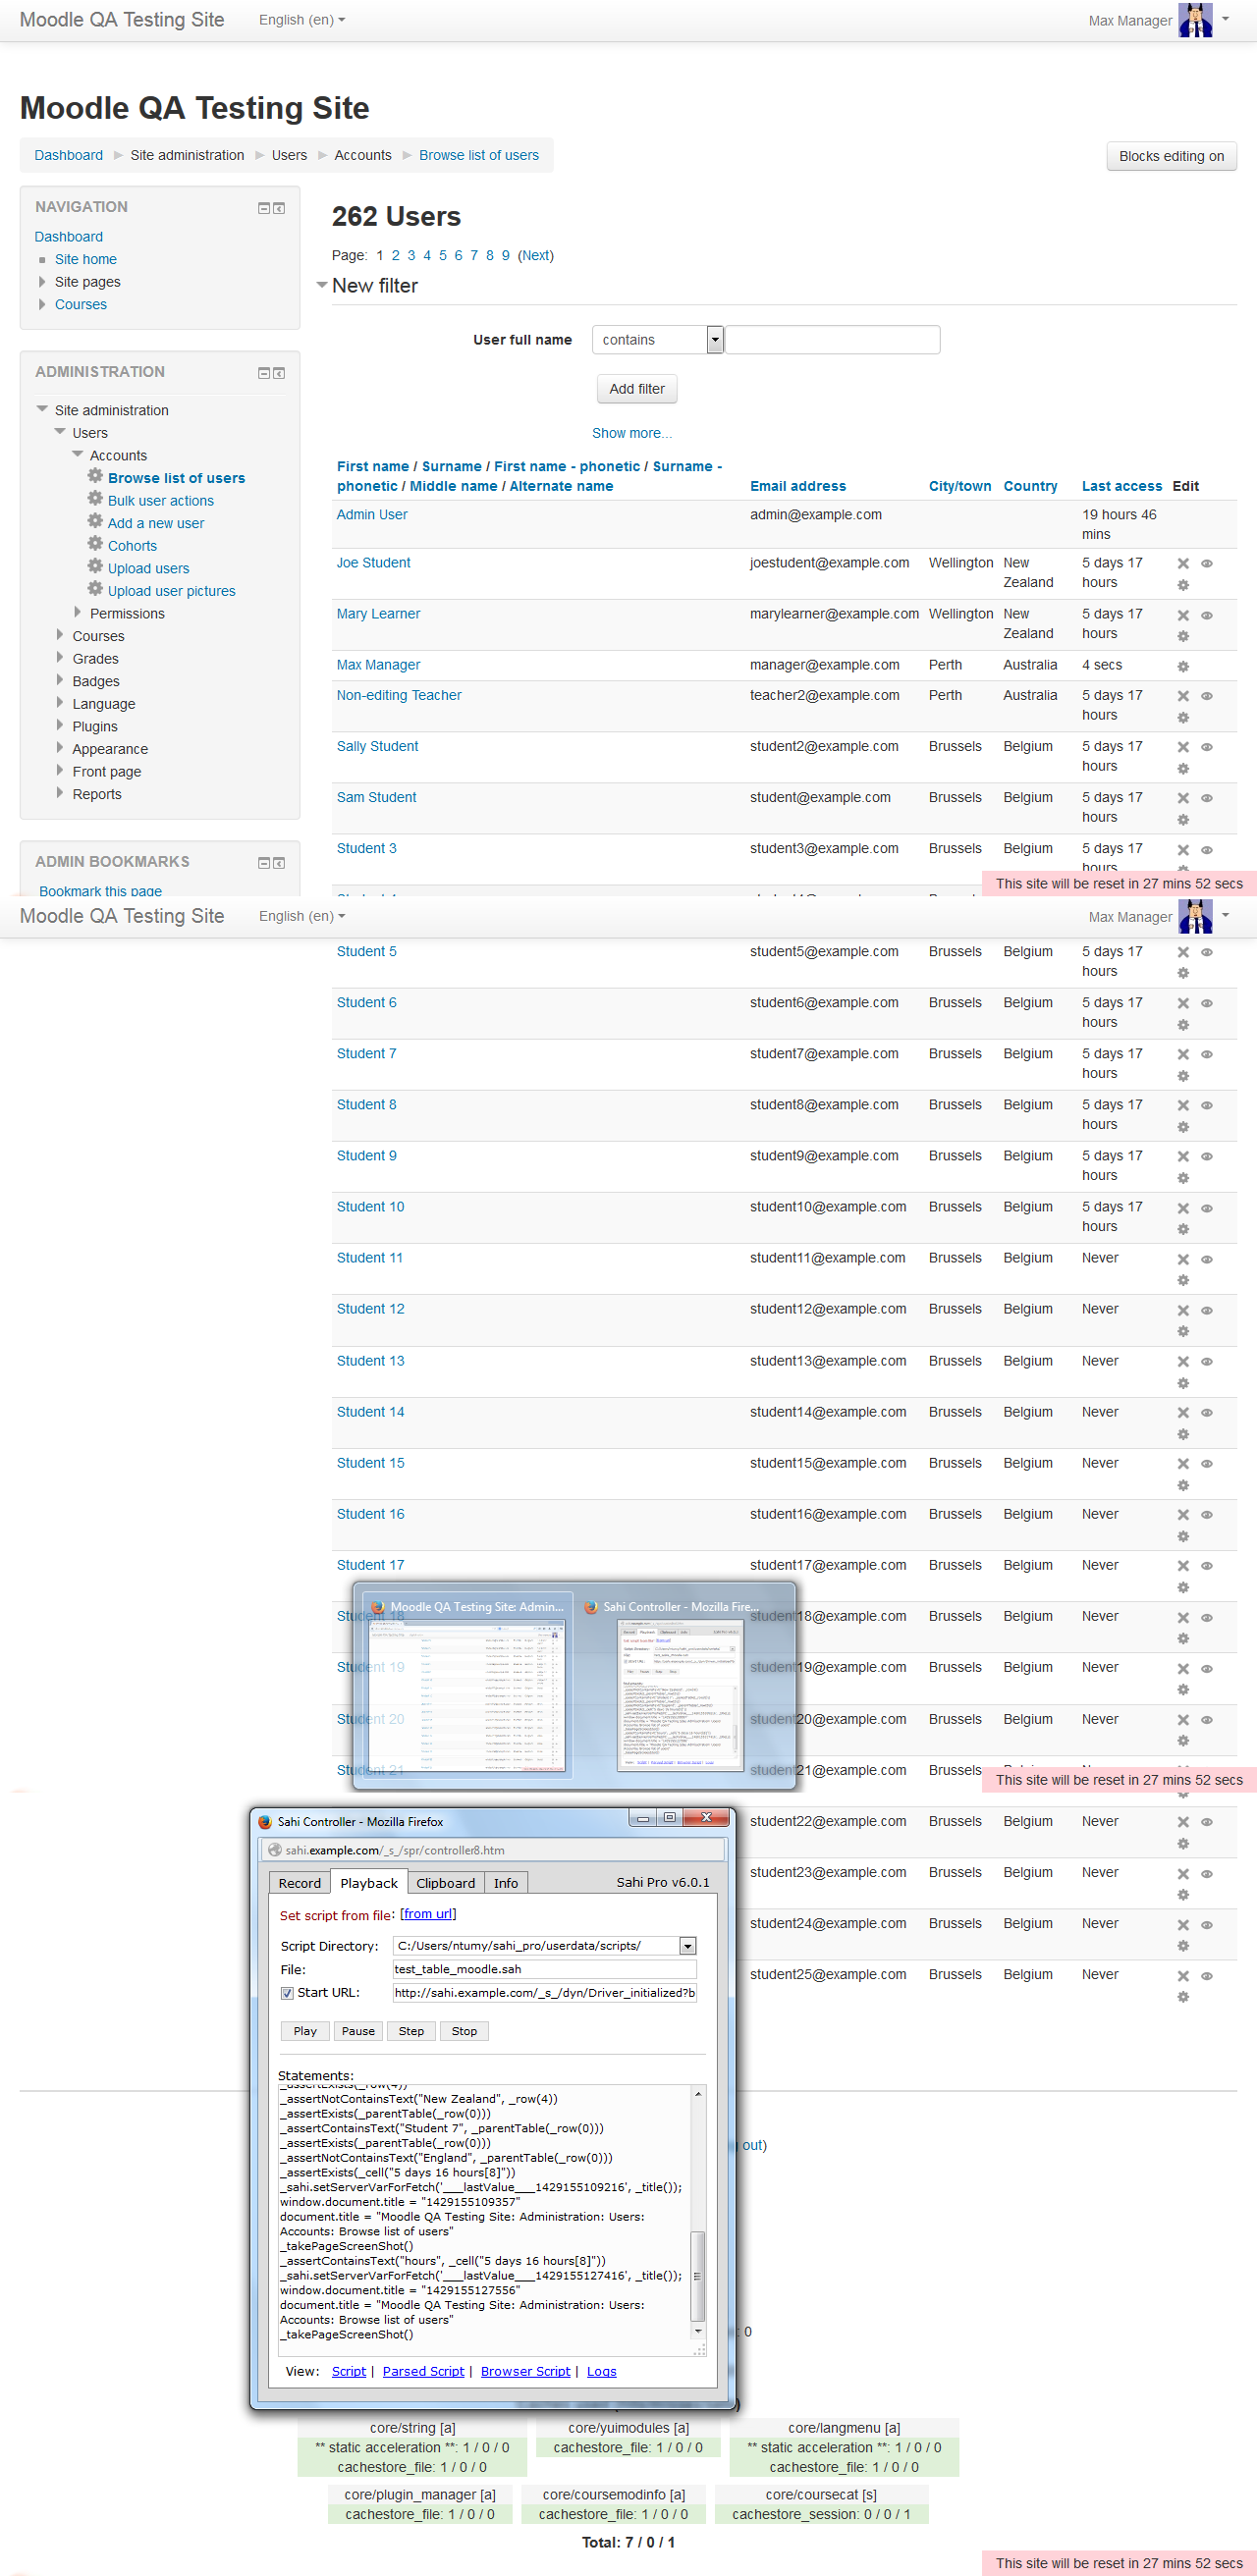 Moodle QA Testing Site English (en) Max Manager
Moodle QA Testing Site
Dashboard Site administration Users Accounts Browse list of users Blocks editing on
NAVIGATION
Dashboard
Site home
Site pages
Courses
ADMINISTRATION
Site administration
Users
Accounts
Browse list of users
Bulk user actions
Add a new user
Cohorts
Upload users
Upload user pictures
Permissions
Courses
Grades
Badges
Language
Plugins
Appearance
Front page
Reports
ADMIN BOOKMARKS
Bookmark this page
262 Users
Page: 1 2 3 4 5 6 7 8 9 (Next)
New filter
User full name contains
Add filter
Show more...
First name / Surname / First name - phonetic / Surname -
phonetic / Middle name / Alternate name Email address City/town Country Last access Edit
Admin User admin@example.com 19 hours 46
mins
Joe Student joestudent@example.com Wellington New 5 days 17
Zealand hours
Mary Learner marylearner@example.com Wellington New 5 days 17
Zealand hours
Max Manager manager@example.com Perth Australia 4 secs
Non-editing Teacher teacher2@example.com Perth Australia 5 days 17
hours
Sally Student student2@example.com Brussels Belgium 5 days 17
hours
Sam Student student@example.com Brussels Belgium 5 days 17
hours
Student 3 student3@example.com Brussels Belgium 5 days 17
hours
This site will be reset in 27 mins 52 secs
Moodle QA Testing Site English (en) Max Manager
Student 5 student5@example.com Brussels Belgium 5 days 17
hours
Student 6 student6@example.com Brussels Belgium 5 days 17
hours
Student 7 student7@example.com Brussels Belgium 5 days 17
hours
Student 8 student8@example.com Brussels Belgium 5 days 17
hours
Student 9 student9@example.com Brussels Belgium 5 days 17
hours
Student 10 student10@example.com Brussels Belgium 5 days 17
hours
Student 11 student11@example.com Brussels Belgium Never
Student 12 student12@example.com Brussels Belgium Never
Student 13 student13@example.com Brussels Belgium Never
Student 14 student14@example.com Brussels Belgium Never
Student 15 student15@example.com Brussels Belgium Never
Student 16 student16@example.com Brussels Belgium Never
Student 17 student17@example.com Brussels Belgium Never
Moodle QA Testing Site: Admin... Sahi Controller - Mozilla Fire...
Student 18 student18@example.com Brussels Belgium Never
Student 19 student19@example.com Brussels Belgium Never
Student 20 student20@example.com Brussels Belgium Never
Student 21 student21@example.com Brussels Belgium Never
This site will be reset in 27 mins 52 secs
student22@example.com Brussels Belgium Never
student23@example.com Brussels Belgium Never
student24@example.com Brussels Belgium Never
student25@example.com Brussels Belgium Never
Sahi Controller - Mozilla Firefox
sahi.example.com/_s_/spr/controller8.htm
Record Playback Clipboard Info Sahi Pro v6.0.1
Set script from file: [from url]
Script Directory: C:/Users/ntumy/sahi_pro/userdata/scripts/
File: test_table_moodle.sah
Start URL: http://sahi.example.com/_s_/dyn/Driver_initialized?b
Play Pause Step Stop
Statements:
_assertExists(_row(4))
_assertNotContainsText("New Zealand", _row(4))
_assertExists(_parentTable(_row(0)))
_assertContainsText("Student 7", _parentTable(_row(0)))
_assertExists(_parentTable(_row(0)))
_assertNotContainsText("England", _parentTable(_row(0)))
_assertExists(_cell("5 days 16 hours[8]"))
_sahi.setServerVarForFetch('___lastValue___1429155109216', _title());
window.document.title = "1429155109357"
document.title = "Moodle QA Testing Site: Administration: Users:
Accounts: Browse list of users"
_takePageScreenShot()
_assertContainsText("hours", _cell("5 days 16 hours[8]"))
_sahi.setServerVarForFetch('___lastValue___1429155127416', _title());
window.document.title = "1429155127556"
document.title = "Moodle QA Testing Site: Administration: Users:
Accounts: Browse list of users"
_takePageScreenShot()
View: Script | Parsed Script | Browser Script | Logs
out)
: 0
core/string [a] core/yuimodules [a] core/langmenu [a]
** static acceleration **: 1 / 0 / 0 cachestore_file: 1 / 0 / 0 ** static acceleration **: 1 / 0 / 0
cachestore_file: 1 / 0 / 0 cachestore_file: 1 / 0 / 0
core/plugin_manager [a] core/coursemodinfo [a] core/coursecat [s]
cachestore_file: 1 / 0 / 0 cachestore_file: 1 / 0 / 0 cachestore_session: 0 / 0 / 1
Total: 7 / 0 / 1
This site will be reset in 27 mins 52 secs